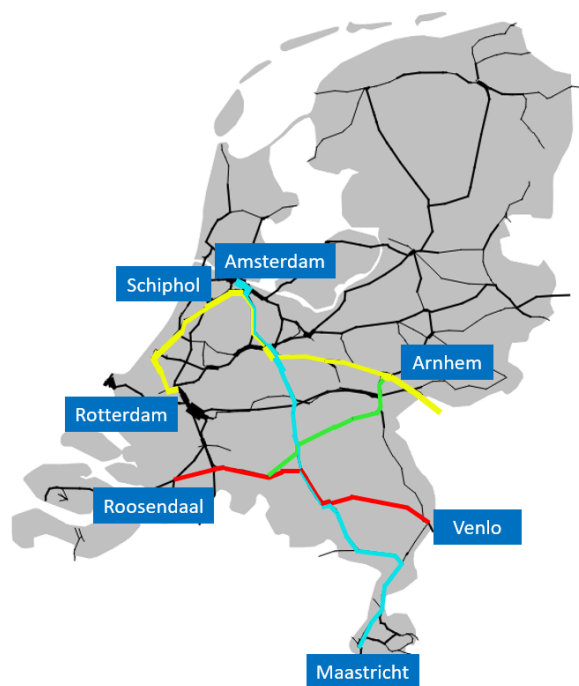 Amsterdam
Schiphol
Arnhem
Rotterdam
Roosendaal
Venlo
Maastricht